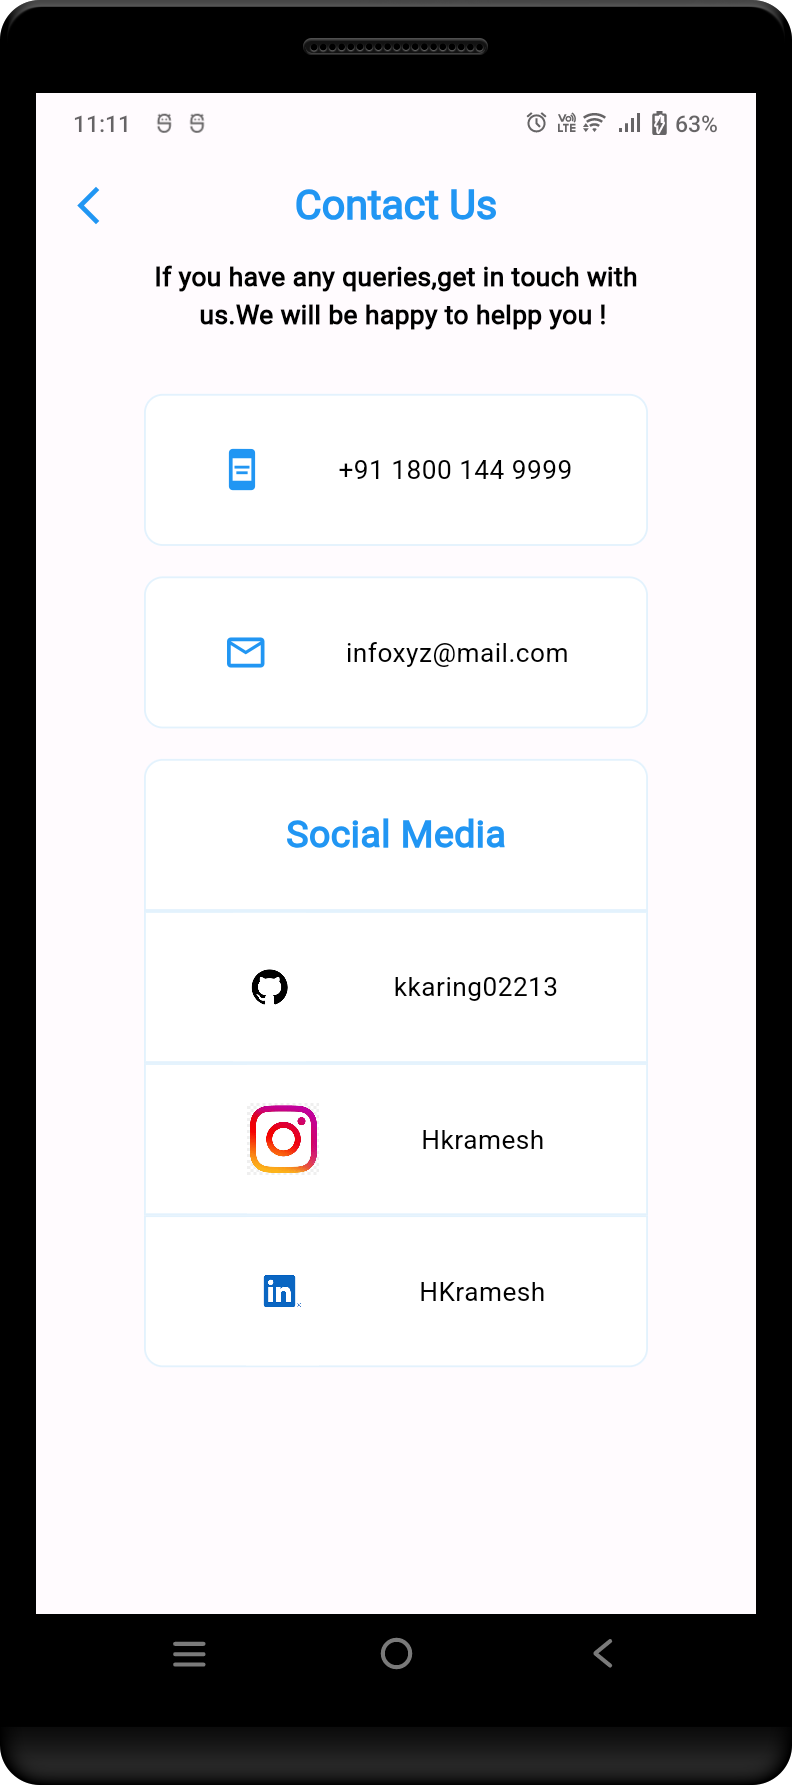 11:11 Vo) LTE 63%
Contact Us
If you have any queries,get in touch with
us.We will be happy to helpp you !
+91 1800 144 9999
infoxyz@mail.com
Social Media
kkaring02213
Hkramesh
in HKramesh